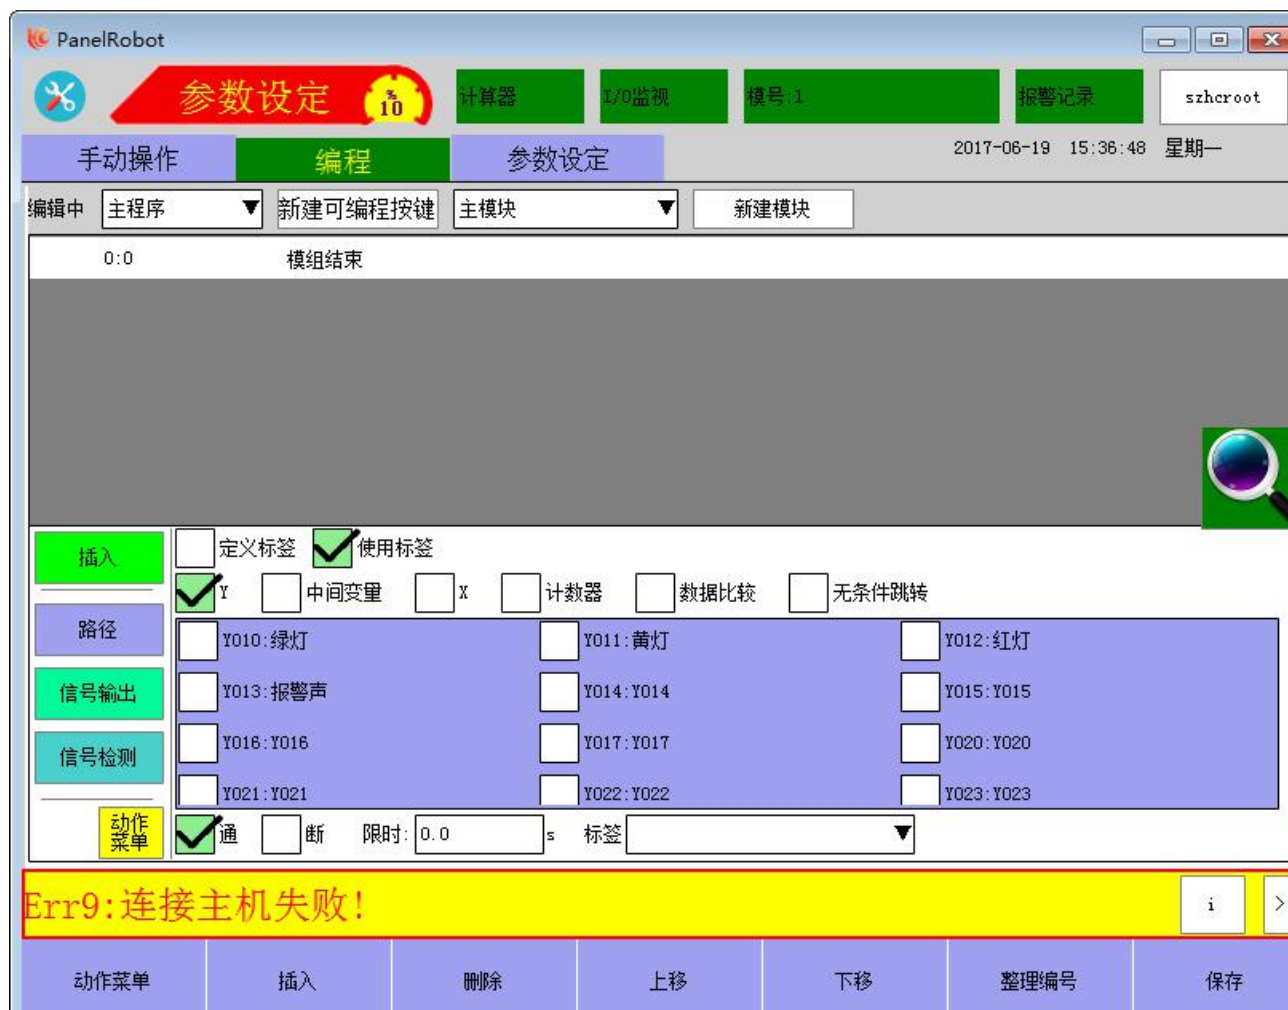 PanelRobot
参数设定 % 10 计算器 I/O监视 模号:1 报警记录 szhcroot
手动操作 编程 参数设定 2017-06-19 15:36:48 星期一
编辑中 主程序 新建可编程按键 主模块 新建模块
0:0 模组结束
插入 定义标签 使用标签
Y 中间变量 X 计数器 数据比较 无条件跳转
路径 Y010:绿灯 Y011:黄灯 Y012:红灯
信号输出 Y013:报警声 Y014:Y014 Y015:Y015
信号检测 Y016:Y016 Y017:Y017 Y020:Y020
Y021:Y021 Y022:Y022 Y023:Y023
动作
菜单 通 断 限时: 0.0 s 标签
Err9:连接主机失败! i >
动作菜单 插入 删除 上移 下移 整理编号 保存